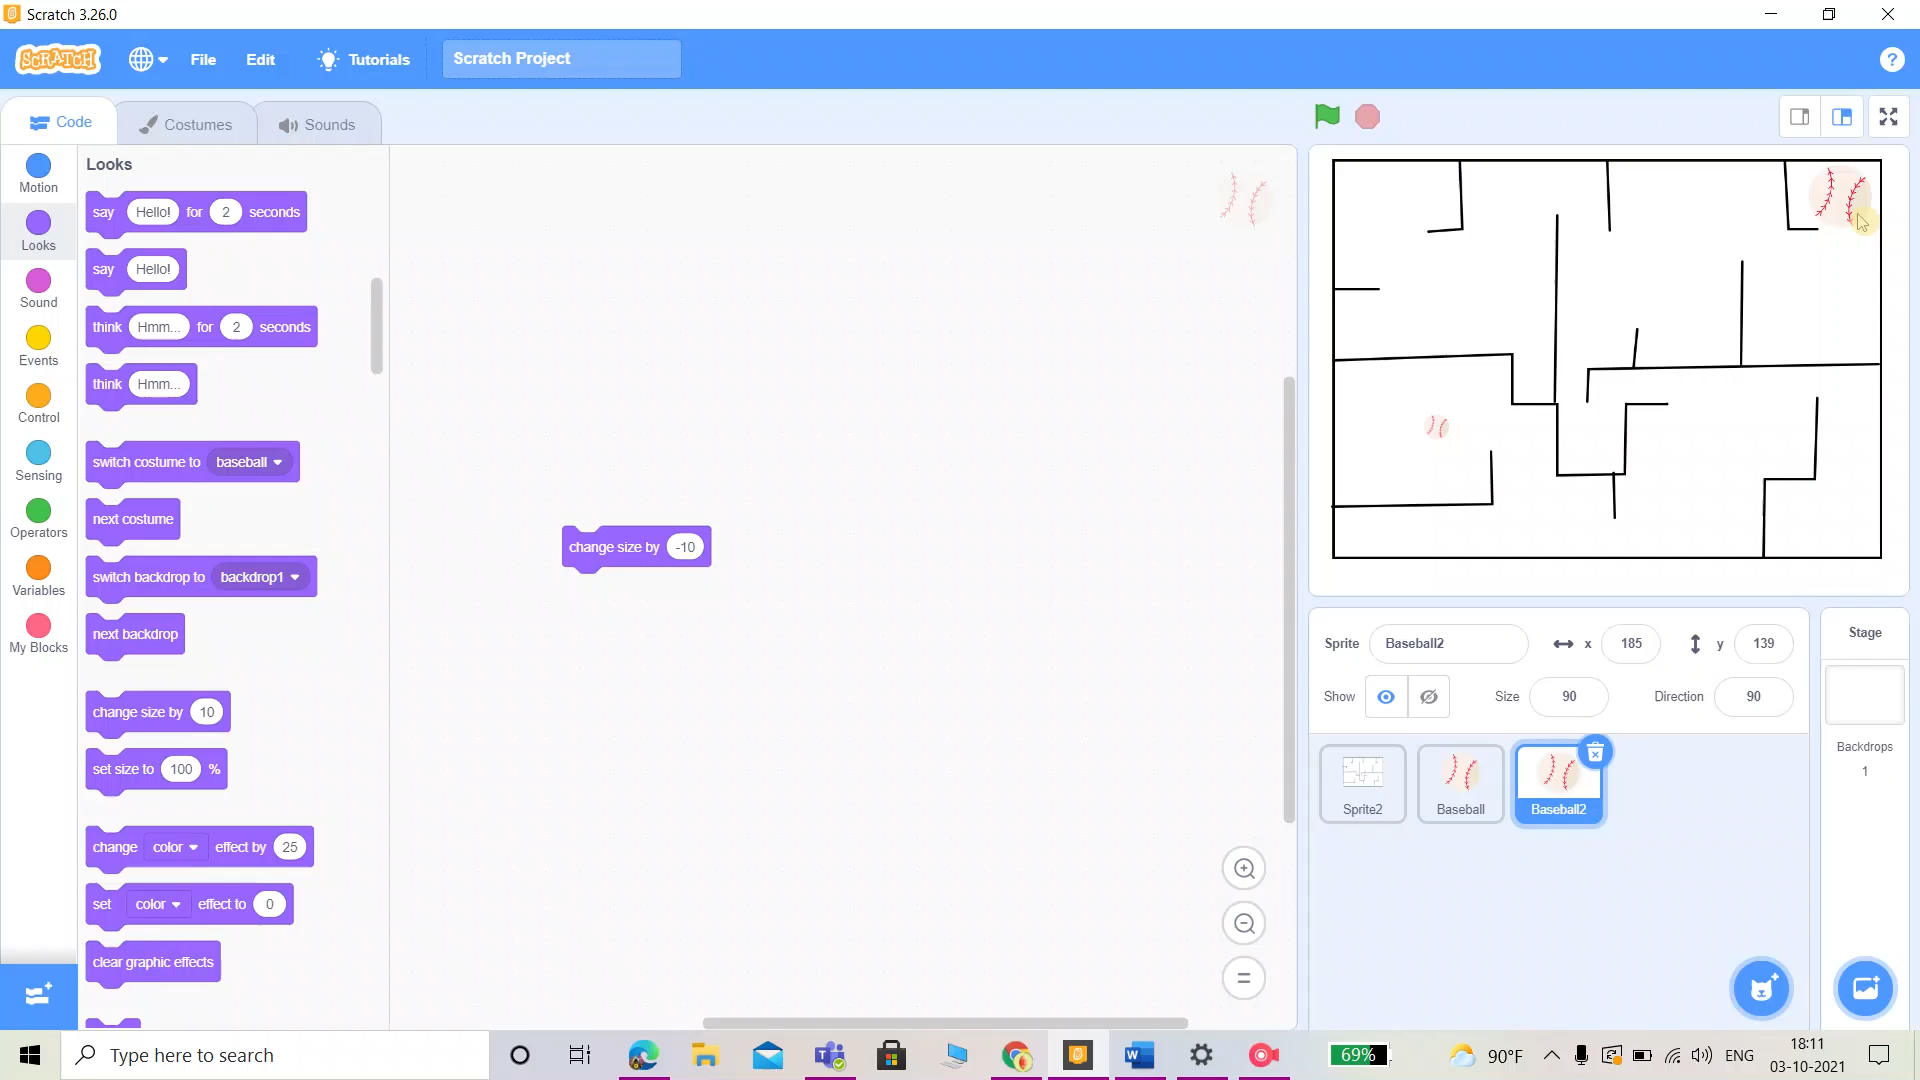 Scratch 3.26.0
SCRATCH
File
Edit
Tutorials
Scratch Project
?
Code
Costumes
Sounds
Motion
Looks
Sound
Events
Control
Sensing
Operators
Variables
My Blocks
Looks
say Hello! for 2 seconds
say Hello!
think Hmm... for 2 seconds
think Hmm...
switch costume to baseball
next costume
switch backdrop to backdrop1
next backdrop
change size by 10
set size to 100 %
change color effect by 25
set color effect to 0
clear graphic effects
change size by -10
Sprite Baseball2 x 185 y 139
Show Size 90 Direction 90
Sprite2
Baseball
Baseball2
Stage
Backdrops
1
Type here to search
69%
90°F
ENG
18:11
03-10-2021